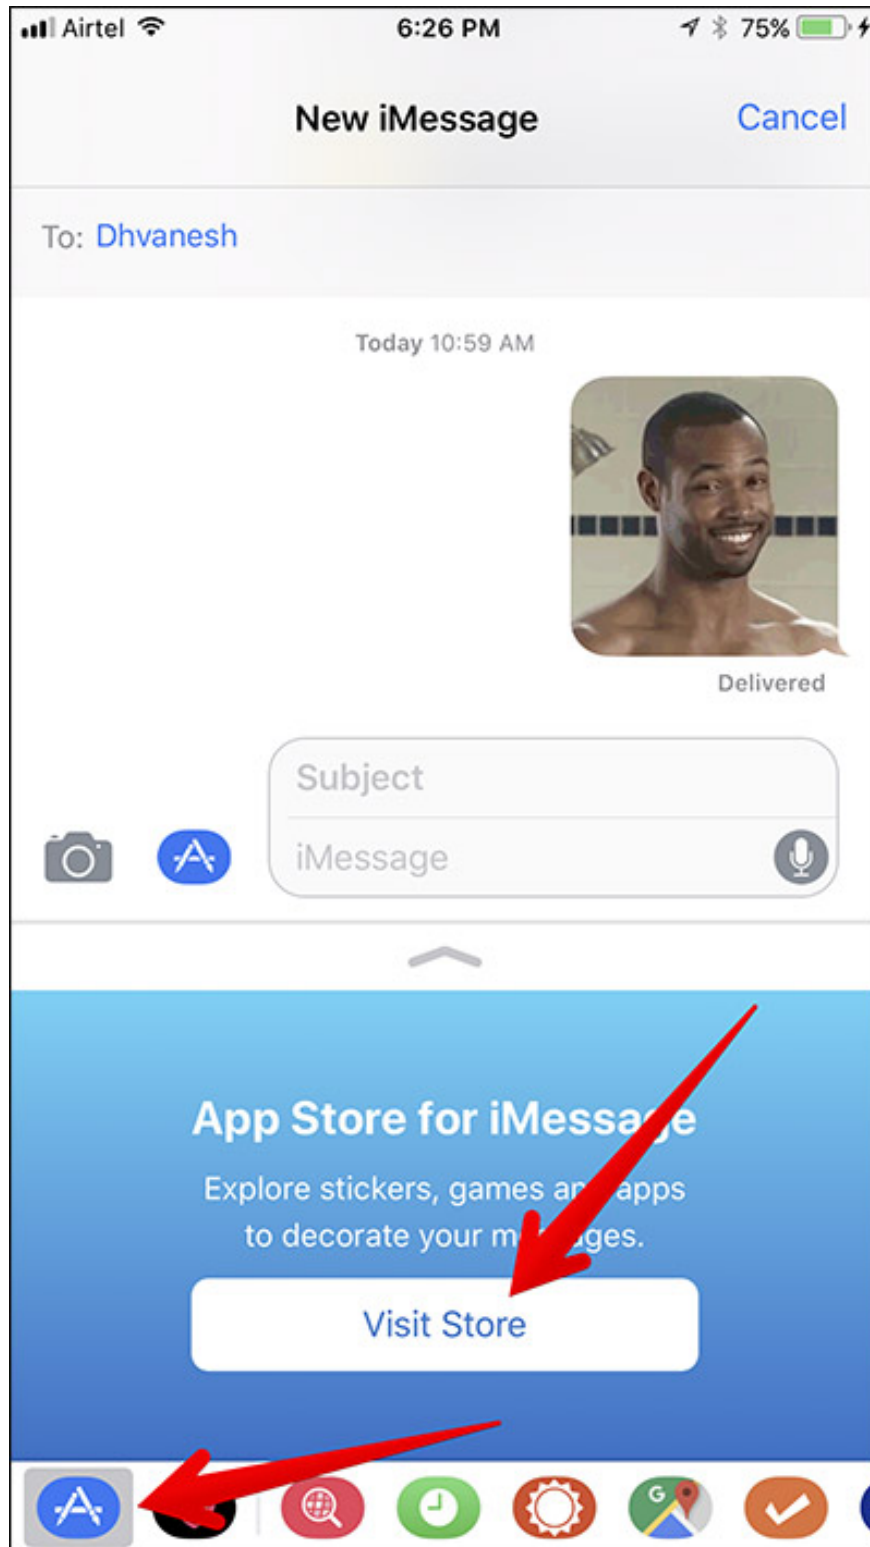 Airtel 6:26 PM 75%
New iMessage Cancel
To: Dhvanesh
Today 10:59 AM
Delivered
Subject
iMessage
App Store for iMessage
Explore stickers, games and apps
to decorate your messages.
Visit Store
G